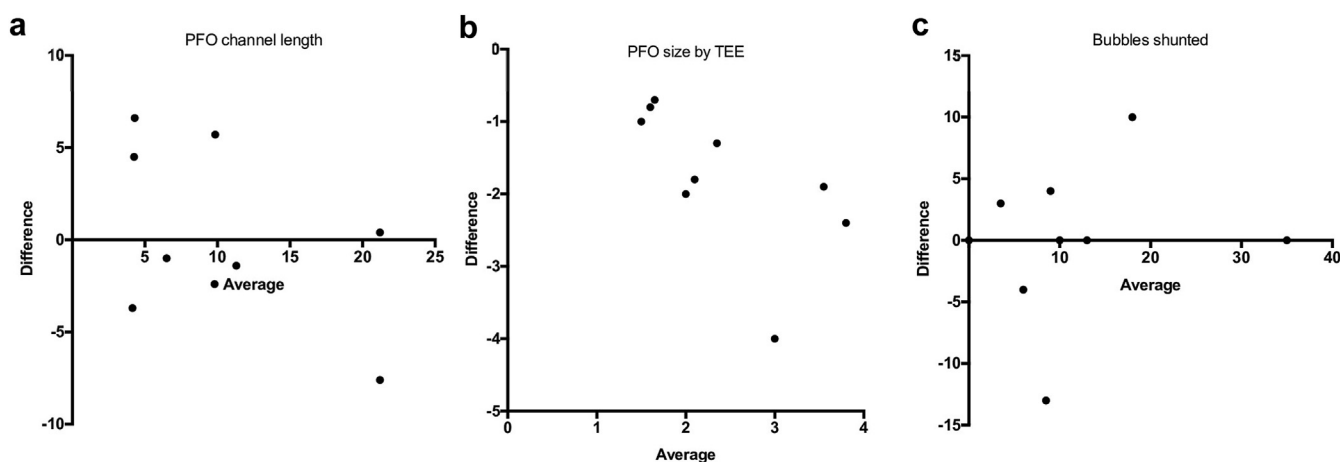 a
PFO channel length
10
5
0
-5
-10
5
10
15
20
25
Difference
Average
b
PFO size by TEE
0
-1
-2
-3
-4
-5
0
1
2
3
4
Difference
Average
c
Bubbles shunted
15
10
5
0
-5
-10
-15
10
20
30
40
Difference
Average